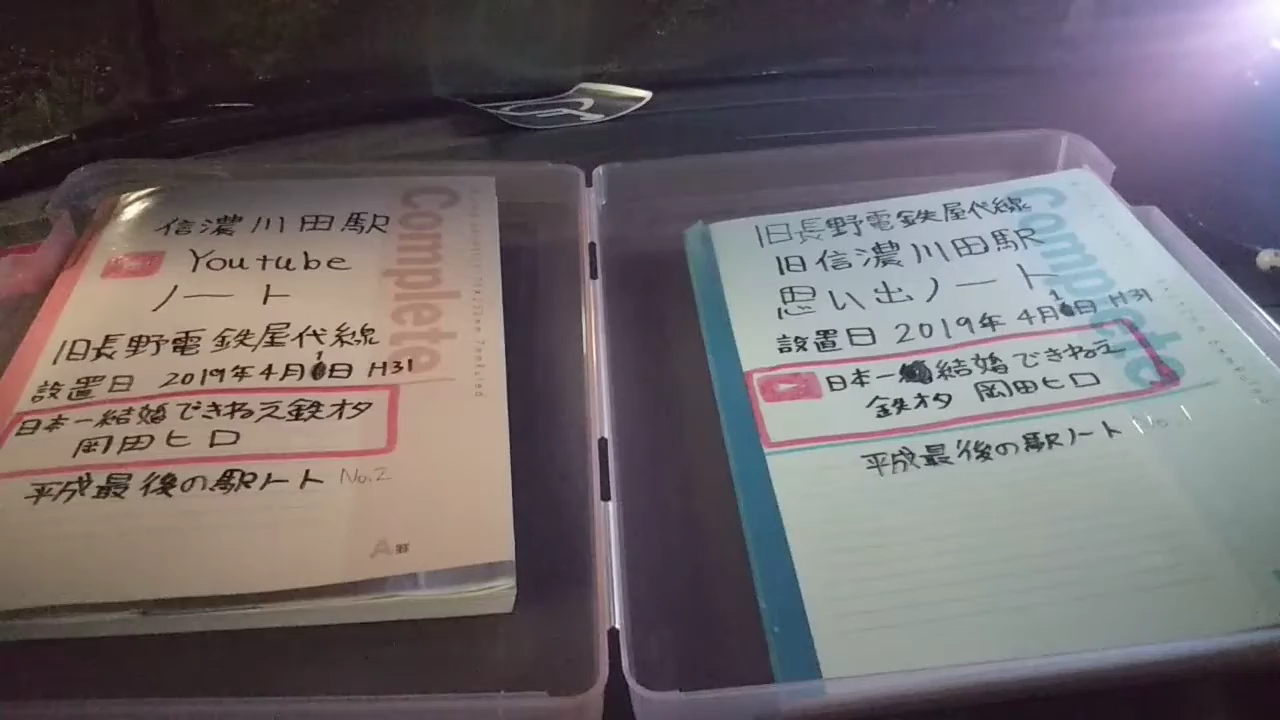 信濃川田駅
Youtube
ノート
旧長野電鉄屋代線
設置日 2019年4月1日 H31
日本一結婚できねえ鉄オタ
岡田ヒロ
平成最後の駅ノート No.2
Complete
A罫
旧長野電鉄屋代線
旧信濃川田駅
思い出ノート
設置日 2019年4月1日 H31
日本一結婚できねえ
鉄オタ 岡田ヒロ
平成最後の駅ノート No.1
Complete